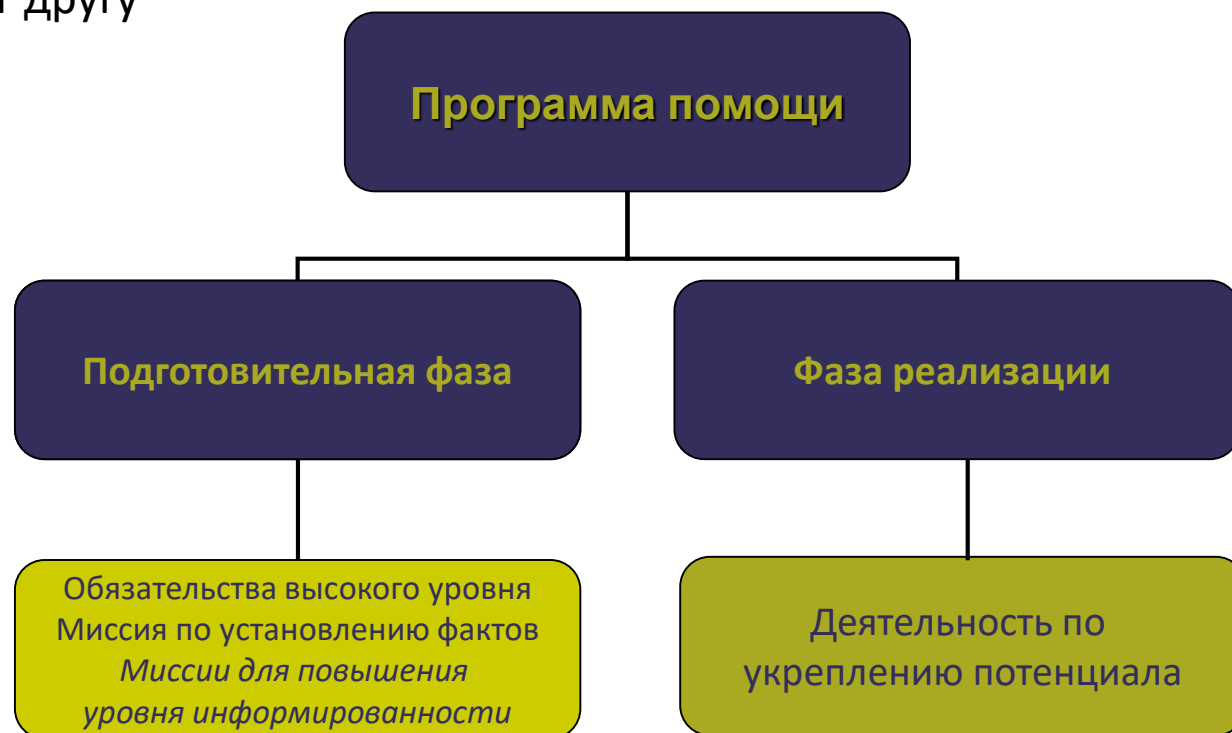 другу
Программа помощи
Подготовительная фаза
Фаза реализации
Обязательства высокого уровня
Миссия по установлению фактов
Миссии для повышения
уровня информированности
Деятельность по
укреплению потенциала